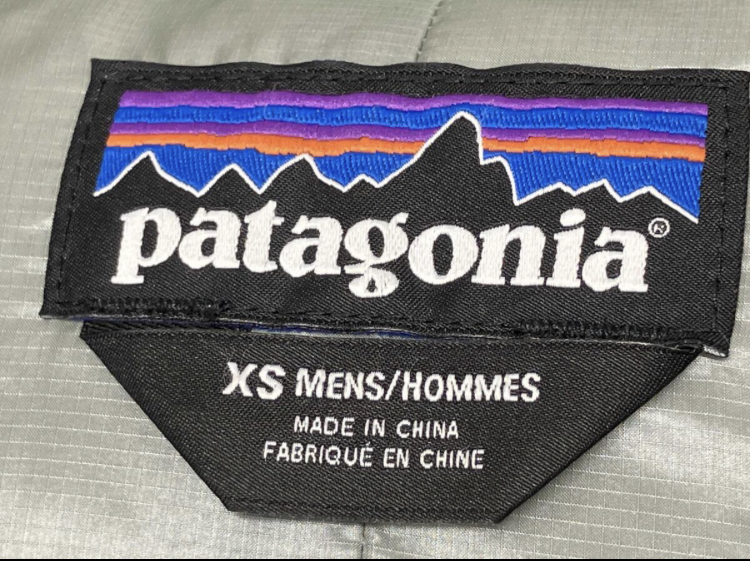 patagonia®
XS MENS/HOMMES
MADE IN CHINA
FABRIQUÉ EN CHINE